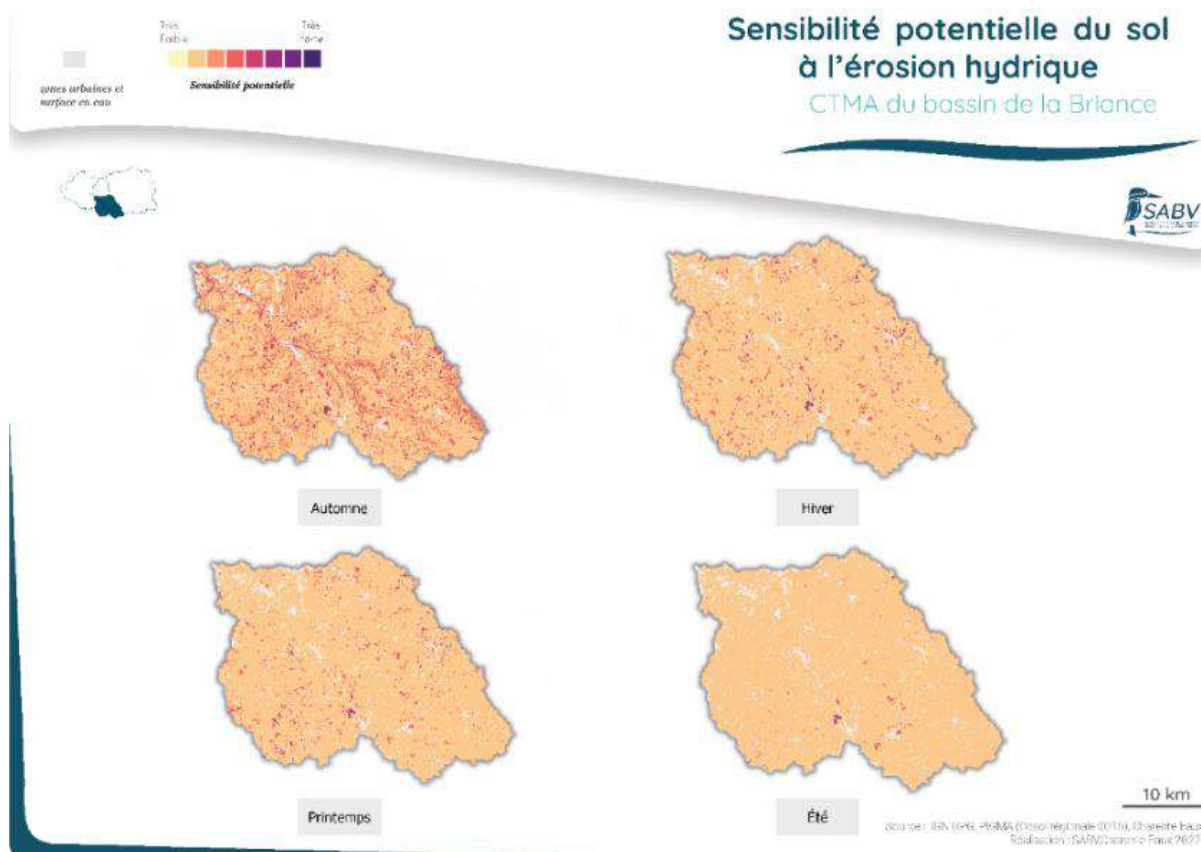 Très
Faible
Très
forte
Sensibilité potentielle
zones urbaines et
surface en eau
Sensibilité potentielle du sol
à l'érosion hydrique
CTMA du bassin de la Briance
SABV
Automne
Hiver
Printemps
Été
10 km